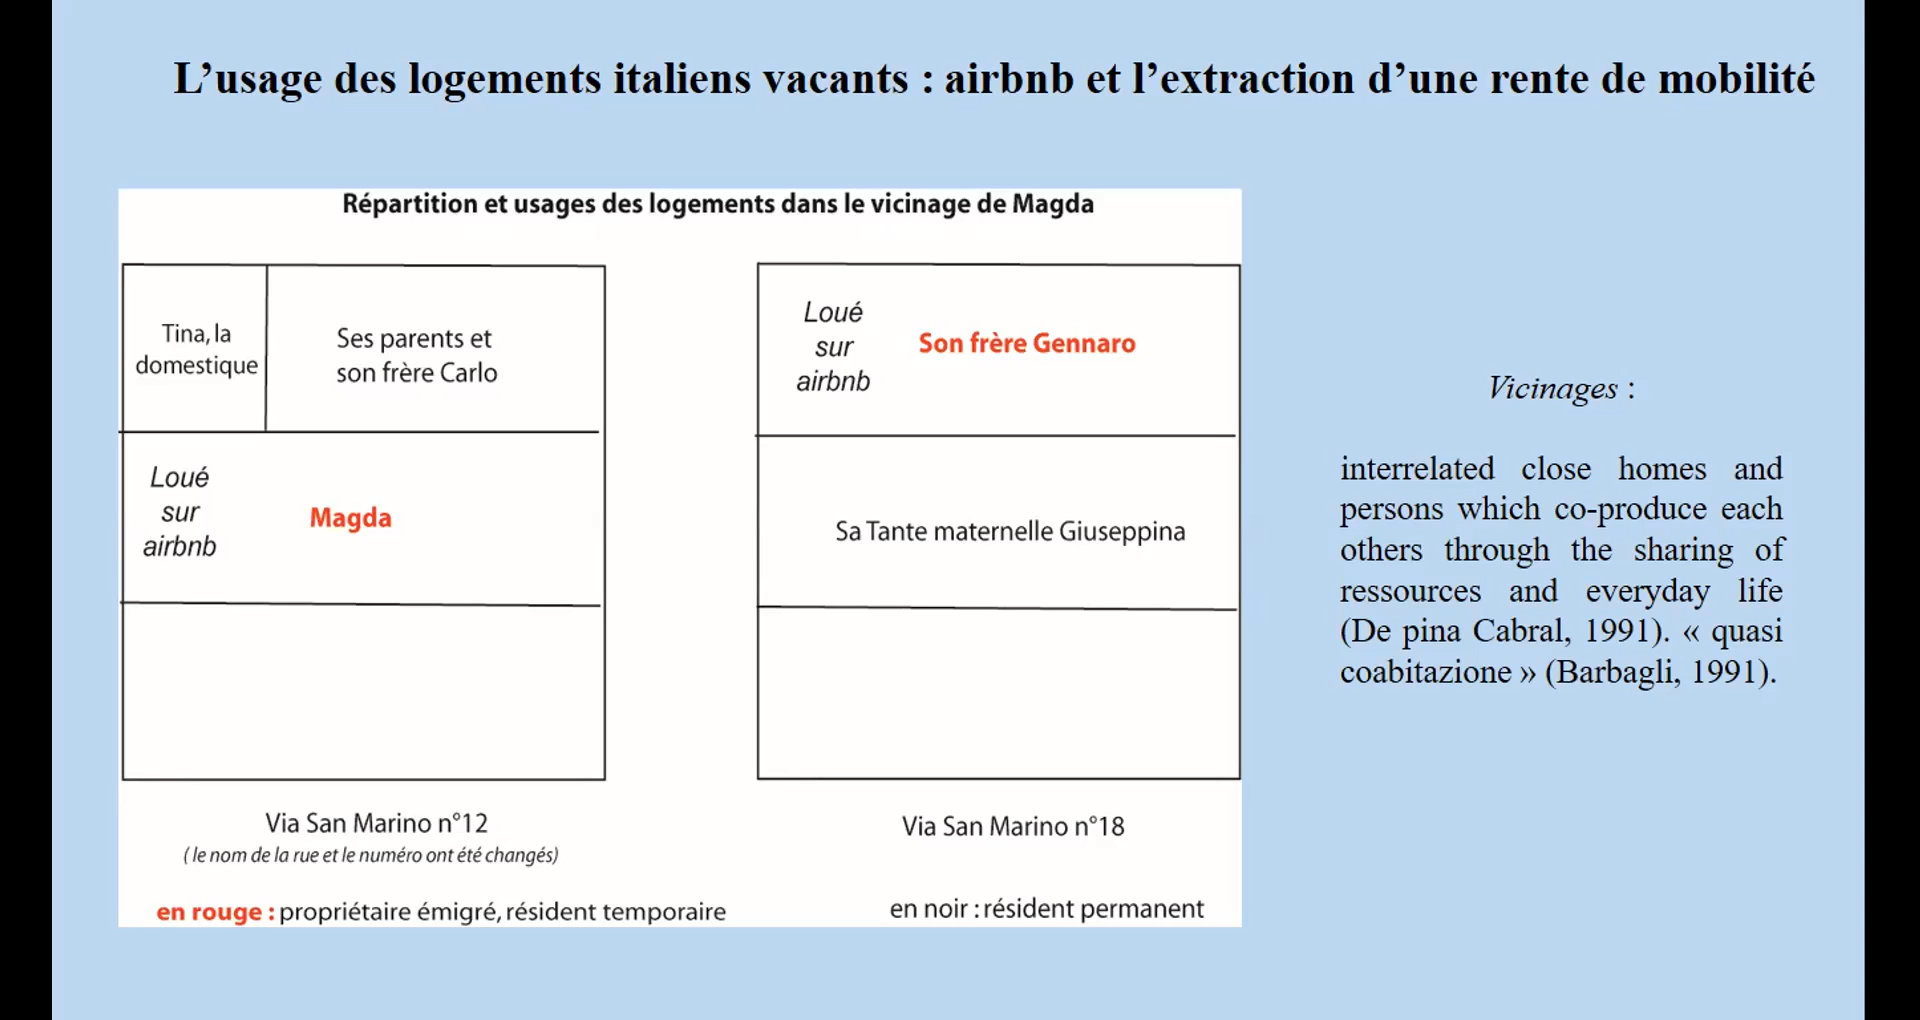 L’usage des logements italiens vacants : airbnb et l’extraction d’une rente de mobilité
Répartition et usages des logements dans le vicinage de Magda
Tina, la
domestique
Ses parents et
son frère Carlo
Loué
sur
airbnb
Magda
Via San Marino n°12
( le nom de la rue et le numéro ont été changés)
Loué
sur
airbnb
Son frère Gennaro
Sa Tante maternelle Giuseppina
Via San Marino n°18
en rouge : propriétaire émigré, résident temporaire
en noir : résident permanent
Vicinages :
interrelated close homes and
persons which co-produce each
others through the sharing of
ressources and everyday life
(De pina Cabral, 1991). « quasi
coabitazione » (Barbagli, 1991).